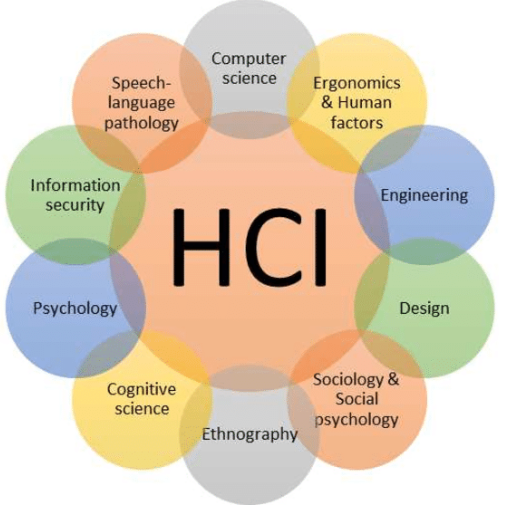 Computer
science
Ergonomics
& Human
factors
Engineering
Design
Sociology &
Social
psychology
Ethnography
Cognitive
science
Psychology
Information
security
Speech-
language
pathology
HCI